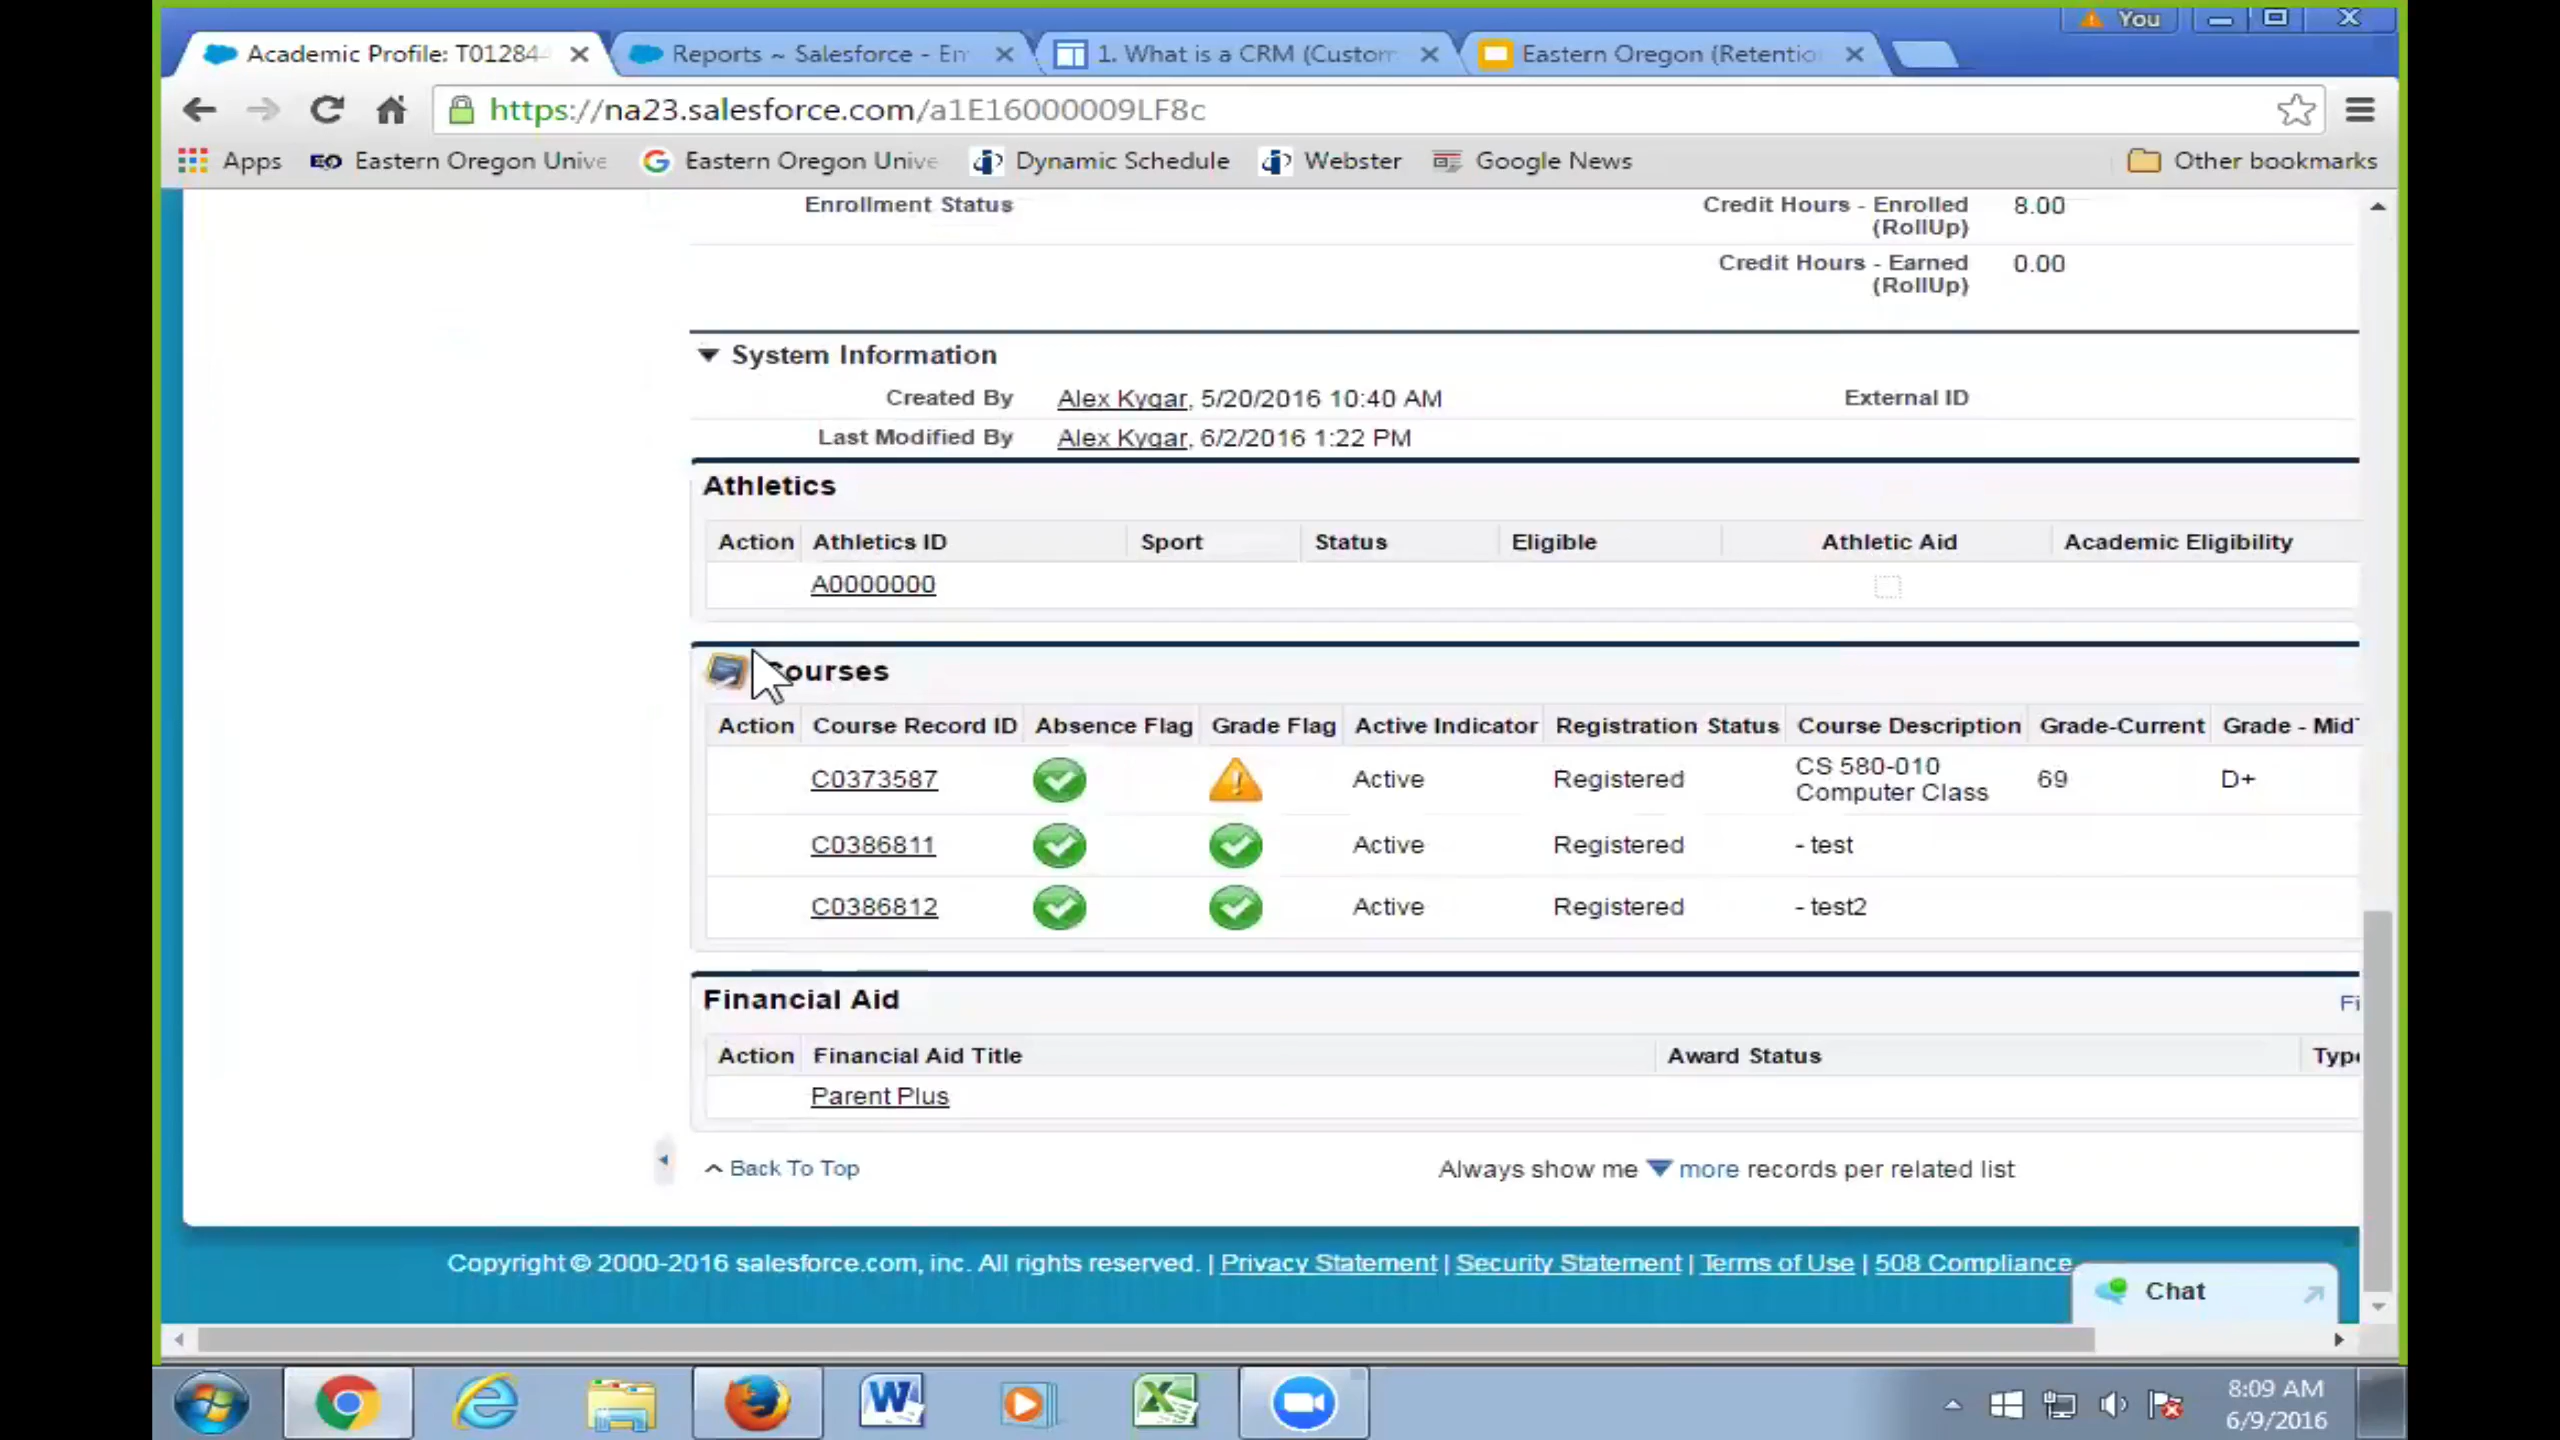 You
Academic Profile: T01284
Reports ~ Salesforce - En
1. What is a CRM (Custom
Eastern Oregon (Retentio
https://na23.salesforce.com/a1E16000009LF8c
Apps
EO Eastern Oregon Unive
Eastern Oregon Unive
Dynamic Schedule
Webster
Google News
Other bookmarks
Enrollment Status
Credit Hours - Enrolled
(RollUp)
8.00
Credit Hours - Earned
(RollUp)
0.00
System Information
Created By Alex Kygar, 5/20/2016 10:40 AM External ID
Last Modified By Alex Kygar, 6/2/2016 1:22 PM
Athletics
Action Athletics ID Sport Status Eligible Athletic Aid Academic Eligibility
A0000000
Courses
Action Course Record ID Absence Flag Grade Flag Active Indicator Registration Status Course Description Grade-Current Grade - MidT
C0373587 Active Registered CS 580-010
Computer Class 69 D+
C0386811 Active Registered - test
C0386812 Active Registered - test2
Financial Aid
Fi
Action Financial Aid Title Award Status Type
Parent Plus
Back To Top
Always show me more records per related list
Copyright © 2000-2016 salesforce.com, inc. All rights reserved. | Privacy Statement | Security Statement | Terms of Use | 508 Compliance
Chat
8:09 AM
6/9/2016